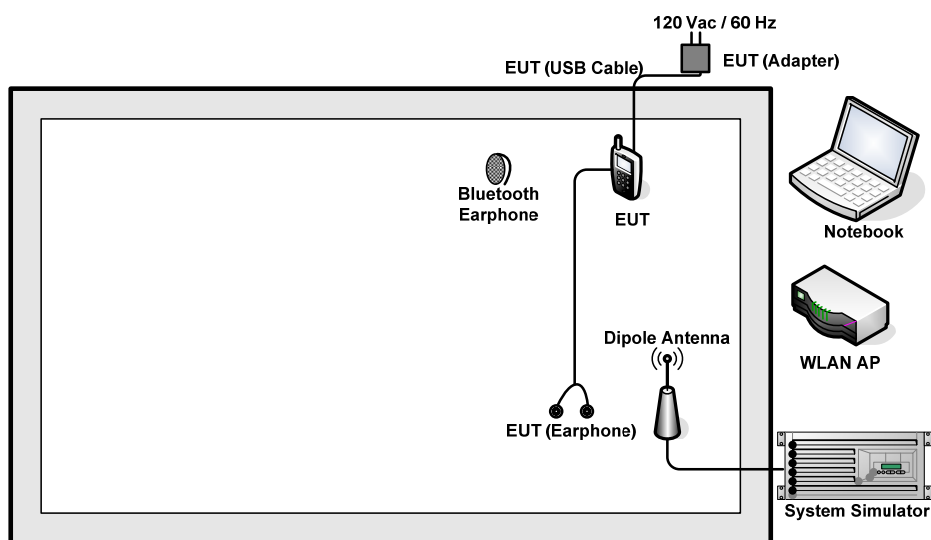 120 Vac / 60 Hz
EUT (USB Cable)
EUT (Adapter)
Bluetooth
Earphone
EUT
Notebook
Dipole Antenna
WLAN AP
EUT (Earphone)
System Simulator